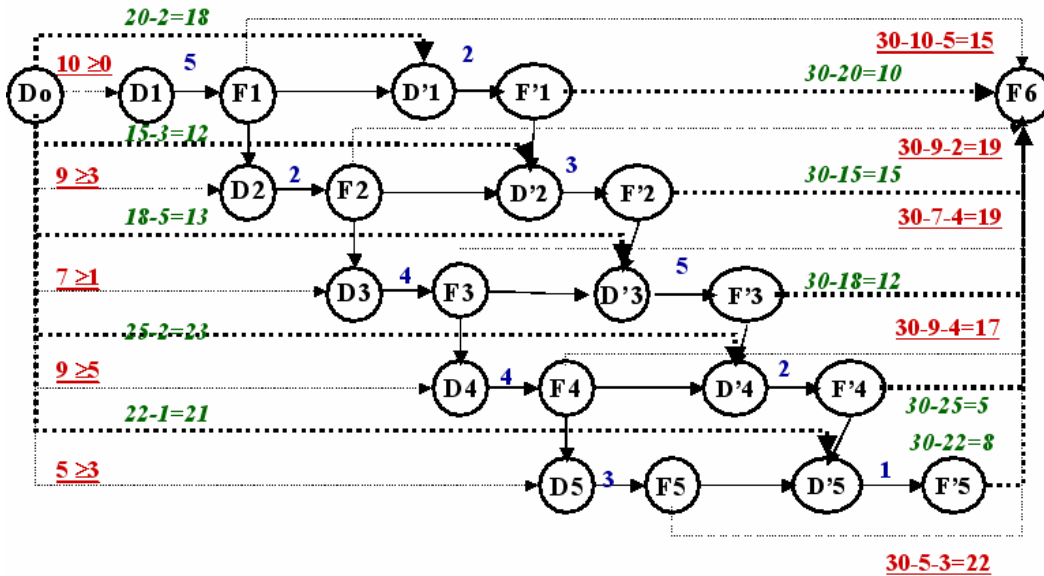 20-2=18
10 ≥0
5
2
30-10-5=15
30-20=10
Do
D1
F1
D'1
F'1
F6
15-3=12
9 ≥3
2
3
30-9-2=19
30-15=15
D2
F2
D'2
F'2
18-5=13
30-7-4=19
7 ≥1
4
5
30-18=12
D3
F3
D'3
F'3
25-2=23
30-9-4=17
9 ≥5
4
2
D4
F4
D'4
F'4
22-1=21
30-25=5
30-22=8
5 ≥3
3
1
D5
F5
D'5
F'5
30-5-3=22